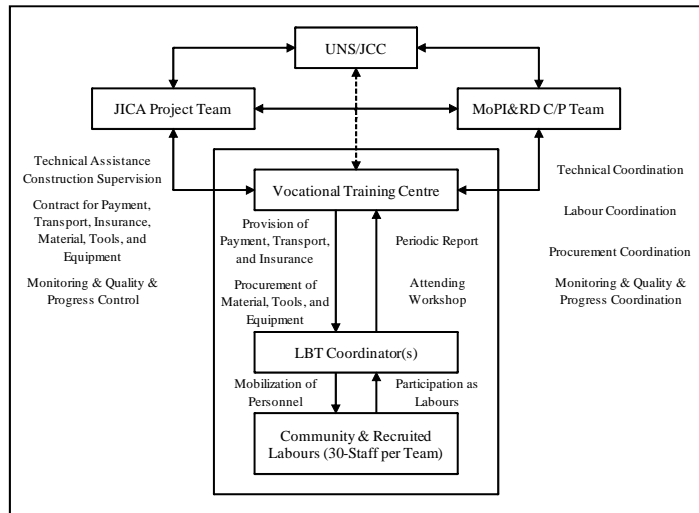 UNS/JCC
JICA Project Team
MoPI&RD C/P Team
Technical Assistance
Construction Supervision
Contract for Payment,
Transport, Insurance,
Material, Tools, and
Equipment
Monitoring & Quality &
Progress Control
Vocational Training Centre
Provision of
Payment, Transport,
and Insurance
Procurement of
Material, Tools, and
Equipment
Periodic Report
Attending
Workshop
Technical Coordination
Labour Coordination
Procurement Coordination
Monitoring & Quality &
Progress Coordination
LBT Coordinator(s)
Mobilization of
Personnel
Participation as
Labours
Community & Recruited
Labours (30-Staff per Team)